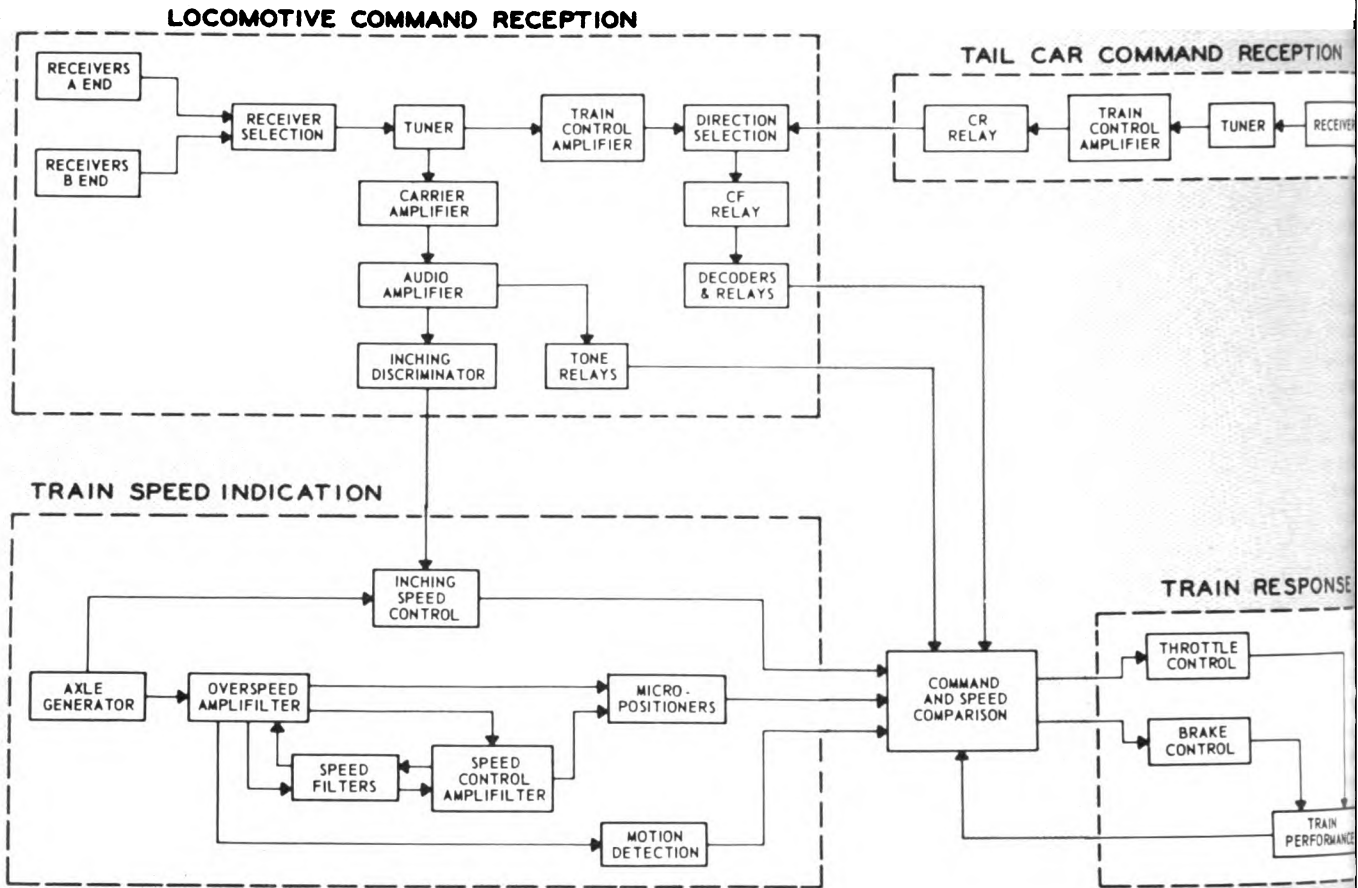 LOCOMOTIVE COMMAND RECEPTION
RECEIVERS
A END
RECEIVERS
B END
RECEIVER
SELECTION
TUNER
TRAIN
CONTROL
AMPLIFIER
DIRECTION
SELECTION
CARRIER
AMPLIFIER
CF
RELAY
AUDIO
AMPLIFIER
DECODERS
& RELAYS
INCHING
DISCRIMINATOR
TONE
RELAYS
TAIL CAR COMMAND RECEPTION
CR
RELAY
TRAIN
CONTROL
AMPLIFIER
TUNER
RECEIVER
TRAIN SPEED INDICATION
INCHING
SPEED
CONTROL
AXLE
GENERATOR
OVERSPEED
AMPLIFILTER
MICRO-
POSITIONERS
SPEED
FILTERS
SPEED
CONTROL
AMPLIFILTER
MOTION
DETECTION
COMMAND
AND SPEED
COMPARISON
TRAIN RESPONSE
THROTTLE
CONTROL
BRAKE
CONTROL
TRAIN
PERFORMANCE